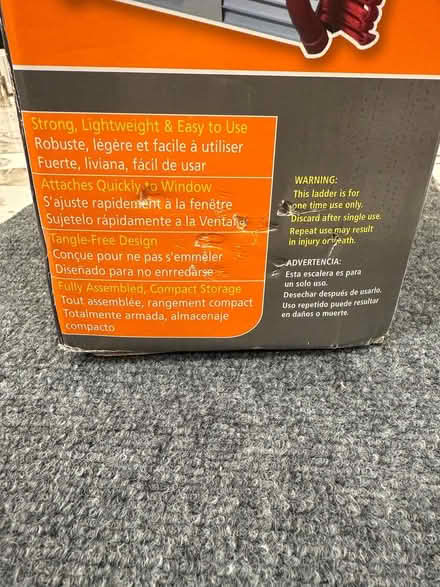 Strong, Lightweight & Easy to Use
Robuste, légère et facile à utiliser
Fuerte, liviana, fácil de usar
Attaches Quickly to Window
S'ajuste rapidement à la fenêtre
Sujetelo rápidamente a la Ventana
Tangle-Free Design
Conçue pour ne pas s'emmêler
Diseñado para no enrredarse
Fully Assembled, Compact Storage
Tout assemblée, rangement compact
Totalmente armada, almacenaje
compacto
WARNING:
This ladder is for
one time use only.
Discard after single use.
Repeat use may result
in injury or death.
ADVERTENCIA:
Esta escalera es para
un solo uso.
Desechar después de usarlo.
Uso repetido puede resultar
en daños o muerte.